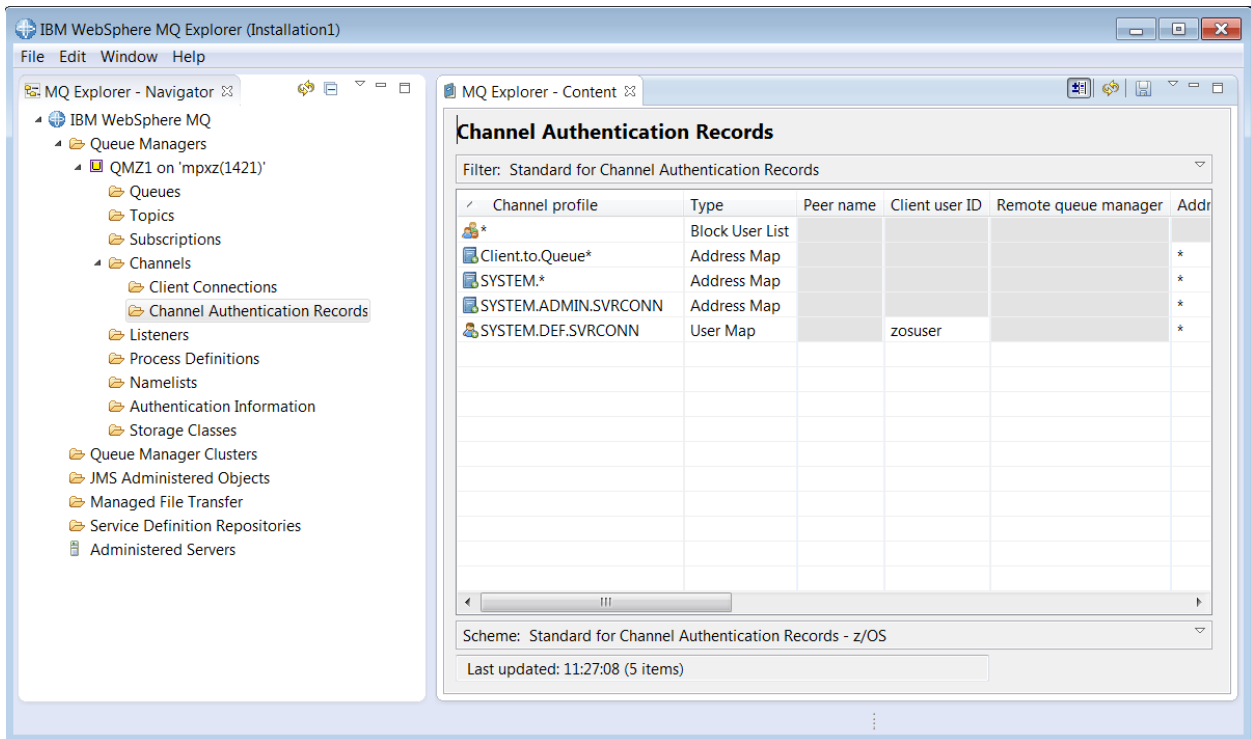 IBM WebSphere MQ Explorer (Installation1)
File Edit Window Help
MQ Explorer - Navigator
IBM WebSphere MQ
Queue Managers
QMZ1 on 'mpxz(1421)'
Queues
Topics
Subscriptions
Channels
Client Connections
Channel Authentication Records
Listeners
Process Definitions
Namelists
Authentication Information
Storage Classes
Queue Manager Clusters
JMS Administered Objects
Managed File Transfer
Service Definition Repositories
Administered Servers
MQ Explorer - Content
Channel Authentication Records
Filter: Standard for Channel Authentication Records
Channel profile Type Peer name Client user ID Remote queue manager Addr
* Block User List
Client.to.Queue* Address Map *
SYSTEM.* Address Map *
SYSTEM.ADMIN.SVRCONN Address Map *
SYSTEM.DEF.SVRCONN User Map zosuser *
Scheme: Standard for Channel Authentication Records - z/OS
Last updated: 11:27:08 (5 items)